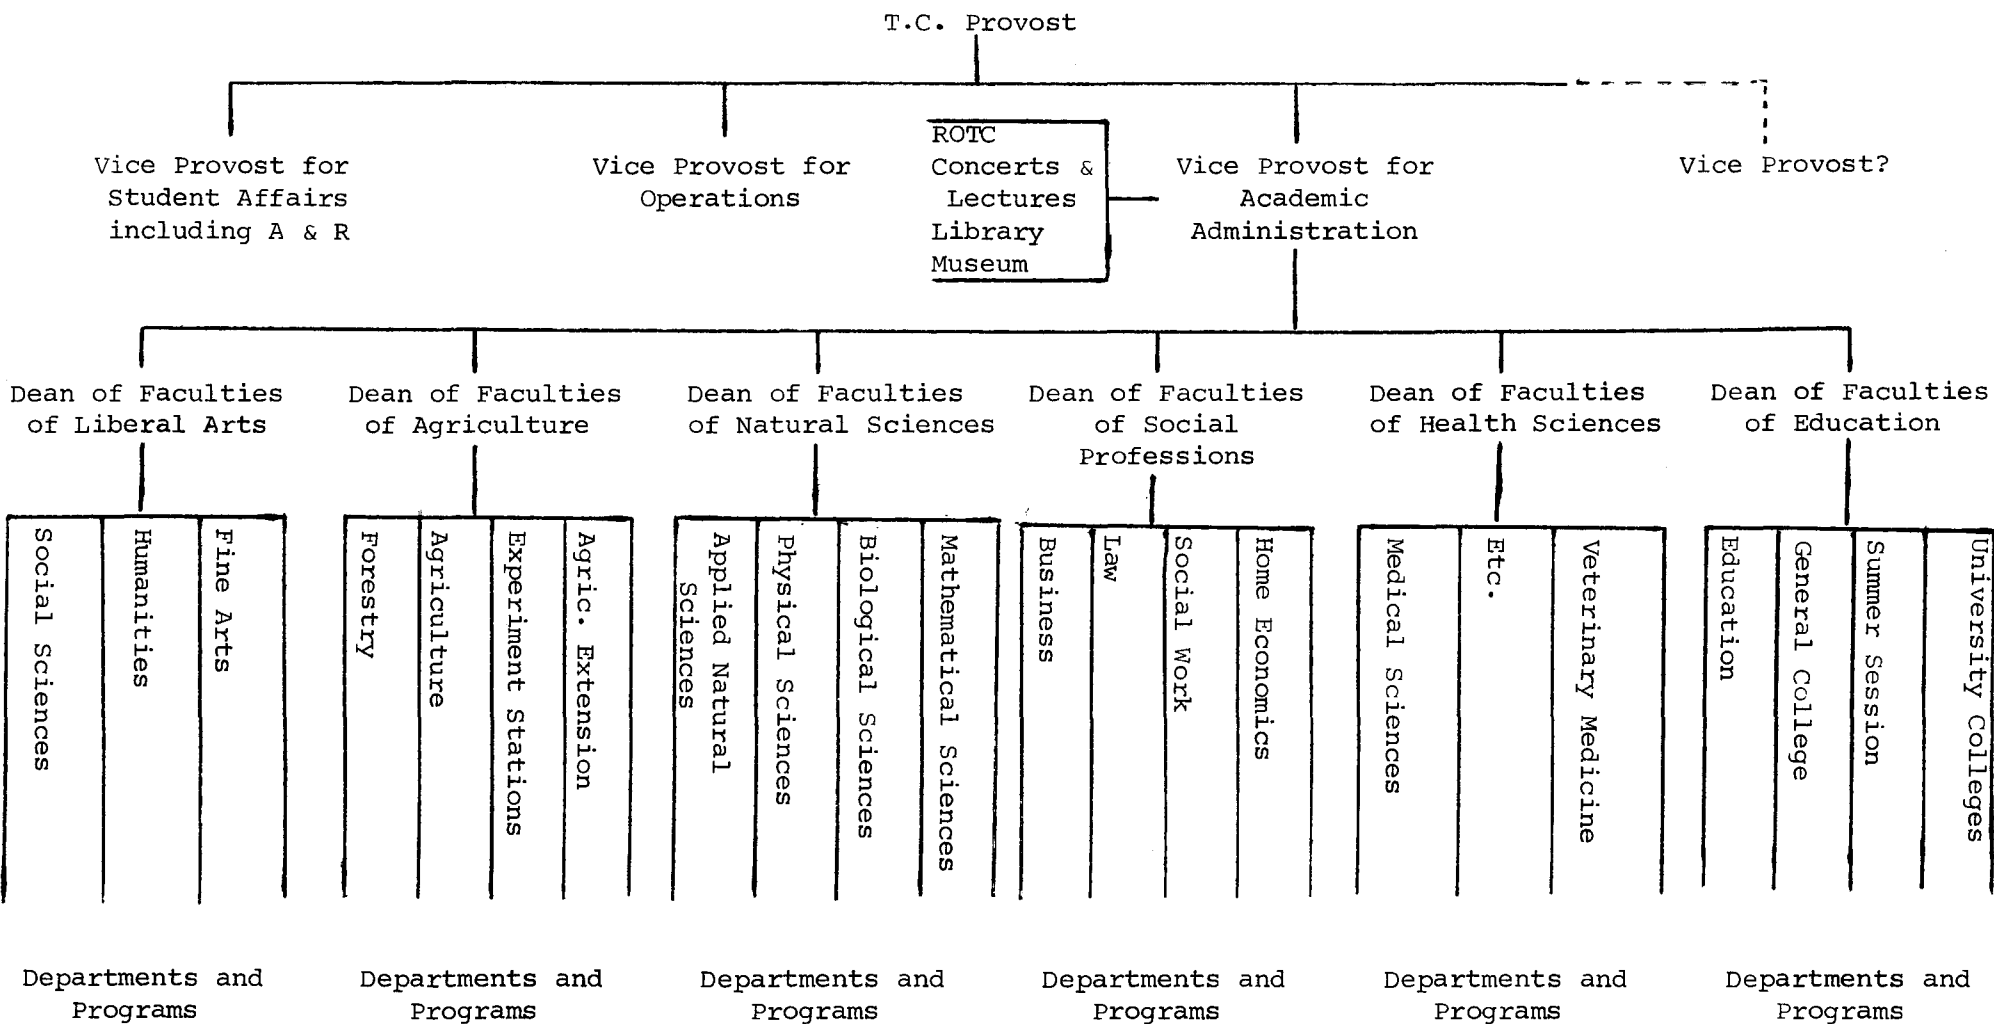 T.C. Provost
Vice Provost for
Student Affairs
including A & R
Vice Provost for
Operations
ROTC
Concerts &
Lectures
Library
Museum
Vice Provost for
Academic
Administration
Vice Provost?
Dean of Faculties
of Liberal Arts
Dean of Faculties
of Agriculture
Dean of Faculties
of Natural Sciences
Dean of Faculties
of Social
Professions
Dean of Faculties
of Health Sciences
Dean of Faculties
of Education
Social Sciences
Humanities
Fine Arts
Forestry
Agriculture
Experiment Stations
Agric. Extension
Applied Natural
Sciences
Physical Sciences
Biological Sciences
Mathematical Sciences
Business
Law
Social Work
Home Economics
Medical Sciences
Etc.
Veterinary Medicine
Education
General College
Summer Session
University Colleges
Departments and
Programs
Departments and
Programs
Departments and
Programs
Departments and
Programs
Departments and
Programs
Departments and
Programs